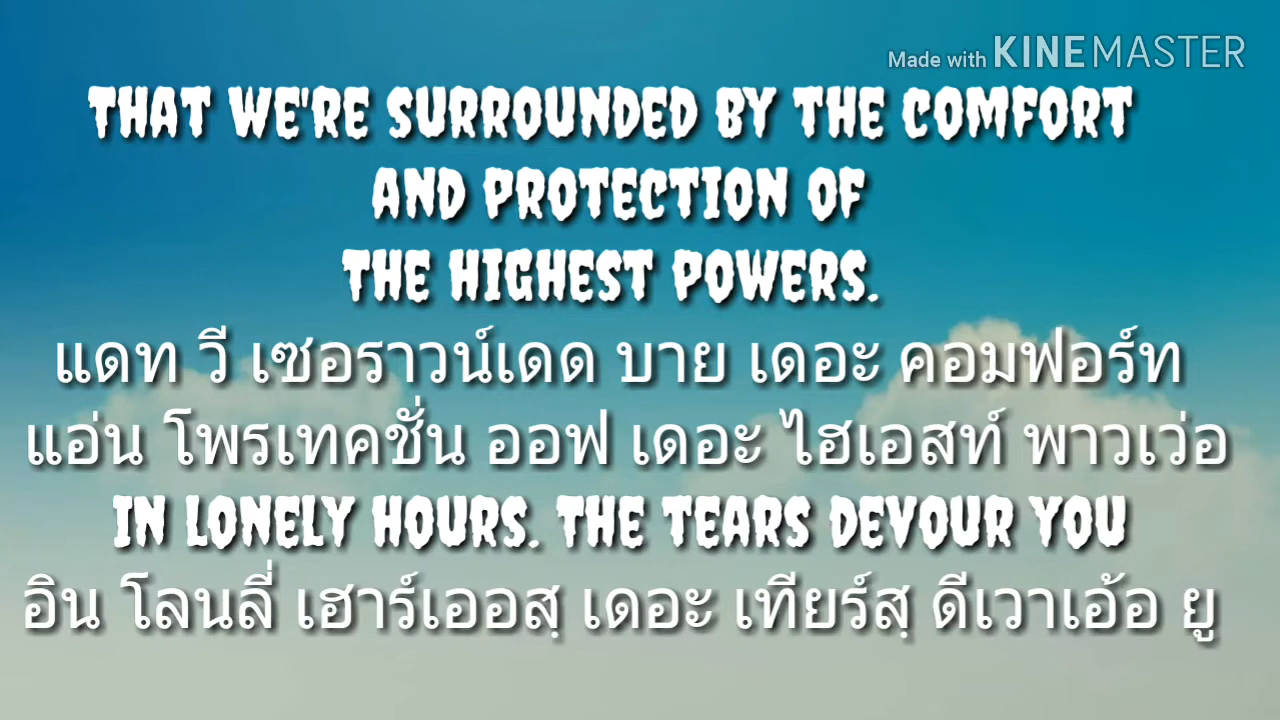 Made with KINEMASTER
THAT WE'RE SURROUNDED BY THE COMFORT
AND PROTECTION OF
THE HIGHEST POWERS.
แดท วี เซอราวน์เดด บาย เดอะ คอมฟอร์ท
แอ่น โพรเทคชั่น ออฟ เดอะ ไฮเอสท์ พาวเว่อ
IN LONELY HOURS. THE TEARS DEVOUR YOU
อิน โลนลี่ เฮาร์เออสฺ เดอะ เทียร์สฺ ดีเวาเอ้อ ยู